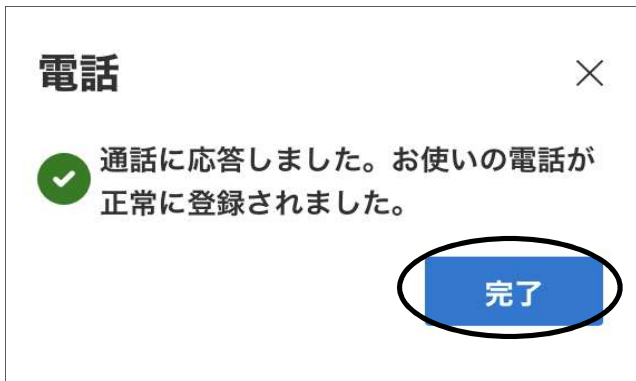 電話
通話に応答しました。お使いの電話が
正常に登録されました。
完了